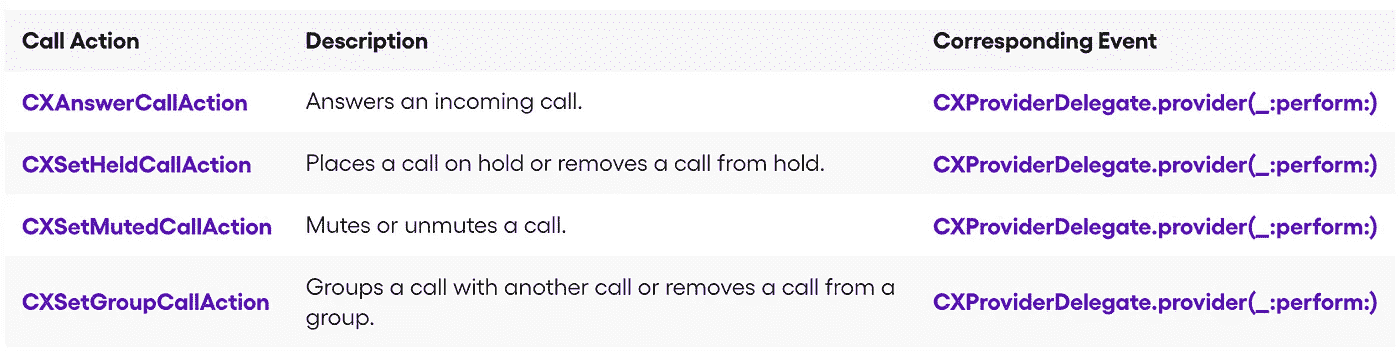 Call Action Description Corresponding Event
CXAnswerCallAction Answers an incoming call. CXProviderDelegate.provider(_:perform:)
CXSetHeldCallAction Places a call on hold or removes a call from hold. CXProviderDelegate.provider(_:perform:)
CXSetMutedCallAction Mutes or unmutes a call. CXProviderDelegate.provider(_:perform:)
CXSetGroupCallAction Groups a call with another call or removes a call from a CXProviderDelegate.provider(_:perform:)
group.